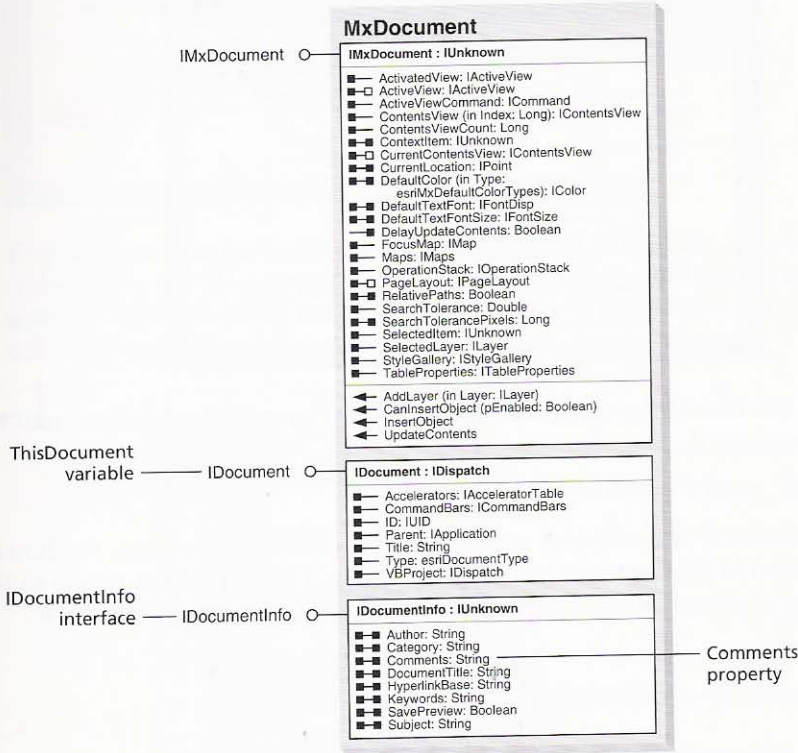 MxDocument
IMxDocument
IMxDocument : IUnknown
ActivatedView: IActiveView
ActiveView: IActiveView
ActiveViewCommand: ICommand
ContentsView (in Index: Long): IContentsView
ContentsViewCount: Long
ContextItem: IUnknown
CurrentContentsView: IContentsView
CurrentLocation: IPoint
DefaultColor (in Type:
esriMxDefaultColorTypes): IColor
DefaultTextFont: IFontDisp
DefaultTextFontSize: IFontSize
DelayUpdateContents: Boolean
FocusMap: IMap
Maps: IMaps
OperationStack: IOperationStack
PageLayout: IPageLayout
RelativePaths: Boolean
SearchTolerance: Double
SearchTolerancePixels: Long
SelectedItem: IUnknown
SelectedLayer: ILayer
StyleGallery: IStyleGallery
TableProperties: ITableProperties
AddLayer (in Layer: ILayer)
CanInsertObject (pEnabled: Boolean)
InsertObject
UpdateContents
ThisDocument
variable
IDocument
IDocument : IDispatch
Accelerators: IAcceleratorTable
CommandBars: ICommandBars
ID: IUID
Parent: IApplication
Title: String
Type: esriDocumentType
VBProject: IDispatch
IDocumentInfo
interface
IDocumentInfo
IDocumentInfo : IUnknown
Author: String
Category: String
Comments: String
DocumentTitle: String
HyperlinkBase: String
Keywords: String
SavePreview: Boolean
Subject: String
Comments
property